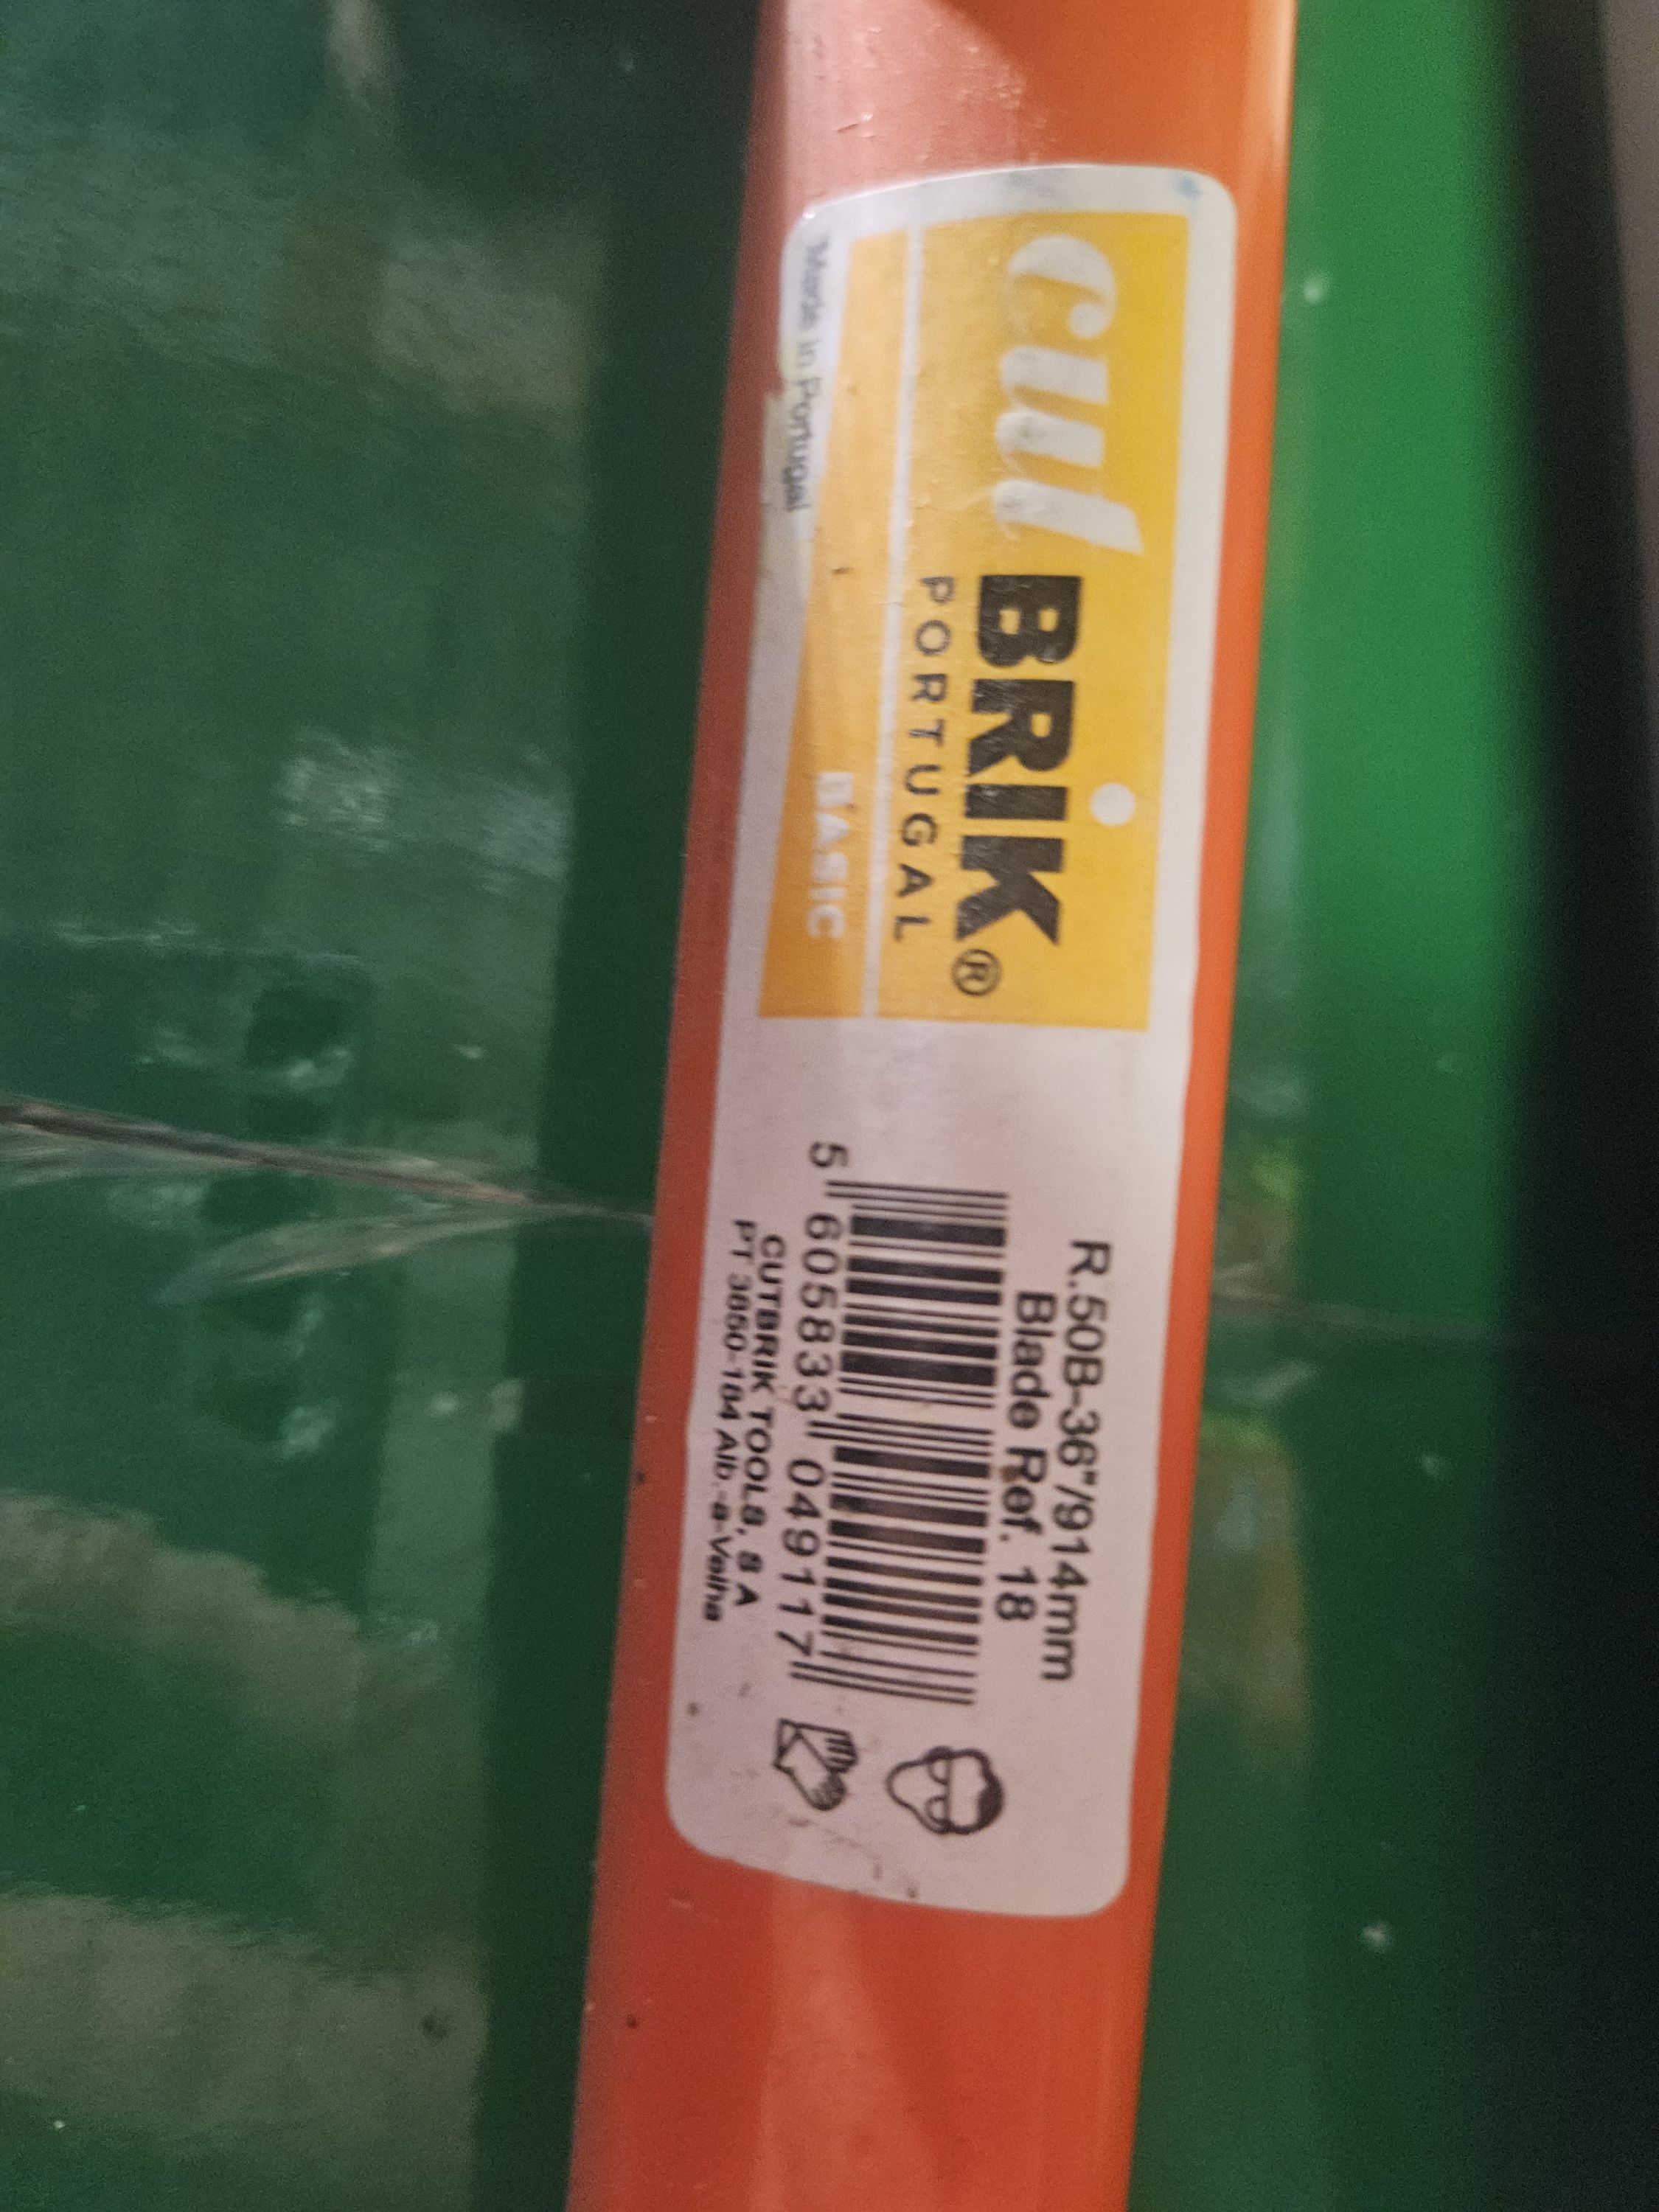 cut
BRIK®
PORTUGAL
BASIC
Made in Portugal
R.50B-36"/914mm
Blade Ref. 18
5 605833 049117
CUTBRIK TOOLS, S A
PT 3850-184 Alb.-a-Velha